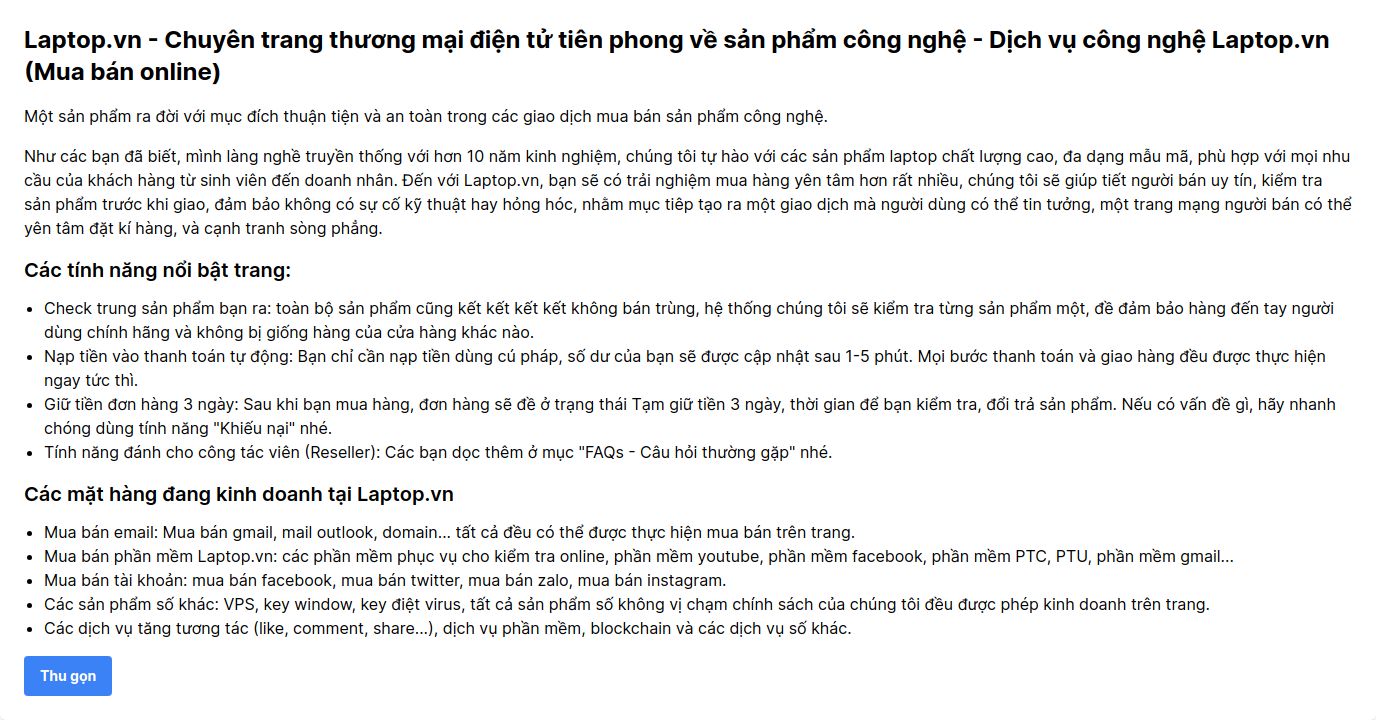 Laptop.vn - Chuyên trang thương mại điện tử tiên phong về sản phẩm công nghệ - Dịch vụ công nghệ Laptop.vn
(Mua bán online)
Một sản phẩm ra đời với mục đích thuận tiện và an toàn trong các giao dịch mua bán sản phẩm công nghệ.
Như các bạn đã biết, mình làng nghề truyền thống với hơn 10 năm kinh nghiệm, chúng tôi tự hào với các sản phẩm laptop chất lượng cao, đa dạng mẫu mã, phù hợp với mọi nhu
cầu của khách hàng từ sinh viên đến doanh nhân. Đến với Laptop.vn, bạn sẽ có trải nghiệm mua hàng yên tâm hơn rất nhiều, chúng tôi sẽ giúp tiết người bán uy tín, kiểm tra
sản phẩm trước khi giao, đảm bảo không có sự cố kỹ thuật hay hỏng hóc, nhằm mục tiêp tạo ra một giao dịch mà người dùng có thể tin tưởng, một trang mạng người bán có thể
yên tâm đặt kí hàng, và cạnh tranh sòng phẳng.
Các tính năng nổi bật trang:
• Check trung sản phẩm bạn ra: toàn bộ sản phẩm cũng kết kết kết kết không bán trùng, hệ thống chúng tôi sẽ kiểm tra từng sản phẩm một, đề đảm bảo hàng đến tay người
dùng chính hãng và không bị giống hàng của cửa hàng khác nào.
• Nạp tiền vào thanh toán tự động: Bạn chỉ cần nạp tiền dùng cú pháp, số dư của bạn sẽ được cập nhật sau 1-5 phút. Mọi bước thanh toán và giao hàng đều được thực hiện
ngay tức thì.
• Giữ tiền đơn hàng 3 ngày: Sau khi bạn mua hàng, đơn hàng sẽ đề ở trạng thái Tạm giữ tiền 3 ngày, thời gian để bạn kiểm tra, đổi trả sản phẩm. Nếu có vấn đề gì, hãy nhanh
chóng dùng tính năng "Khiếu nại" nhé.
• Tính năng đánh cho công tác viên (Reseller): Các bạn dọc thêm ở mục "FAQs - Câu hỏi thường gặp" nhé.
Các mặt hàng đang kinh doanh tại Laptop.vn
• Mua bán email: Mua bán gmail, mail outlook, domain... tất cả đều có thể được thực hiện mua bán trên trang.
• Mua bán phần mềm Laptop.vn: các phần mềm phục vụ cho kiểm tra online, phần mềm youtube, phần mềm facebook, phần mềm PTC, PTU, phần mềm gmail...
• Mua bán tài khoản: mua bán facebook, mua bán twitter, mua bán zalo, mua bán instagram.
• Các sản phẩm số khác: VPS, key window, key điệt virus, tất cả sản phẩm số không vị chạm chính sách của chúng tôi đều được phép kinh doanh trên trang.
• Các dịch vụ tăng tương tác (like, comment, share...), dịch vụ phần mềm, blockchain và các dịch vụ số khác.
Thu gọn